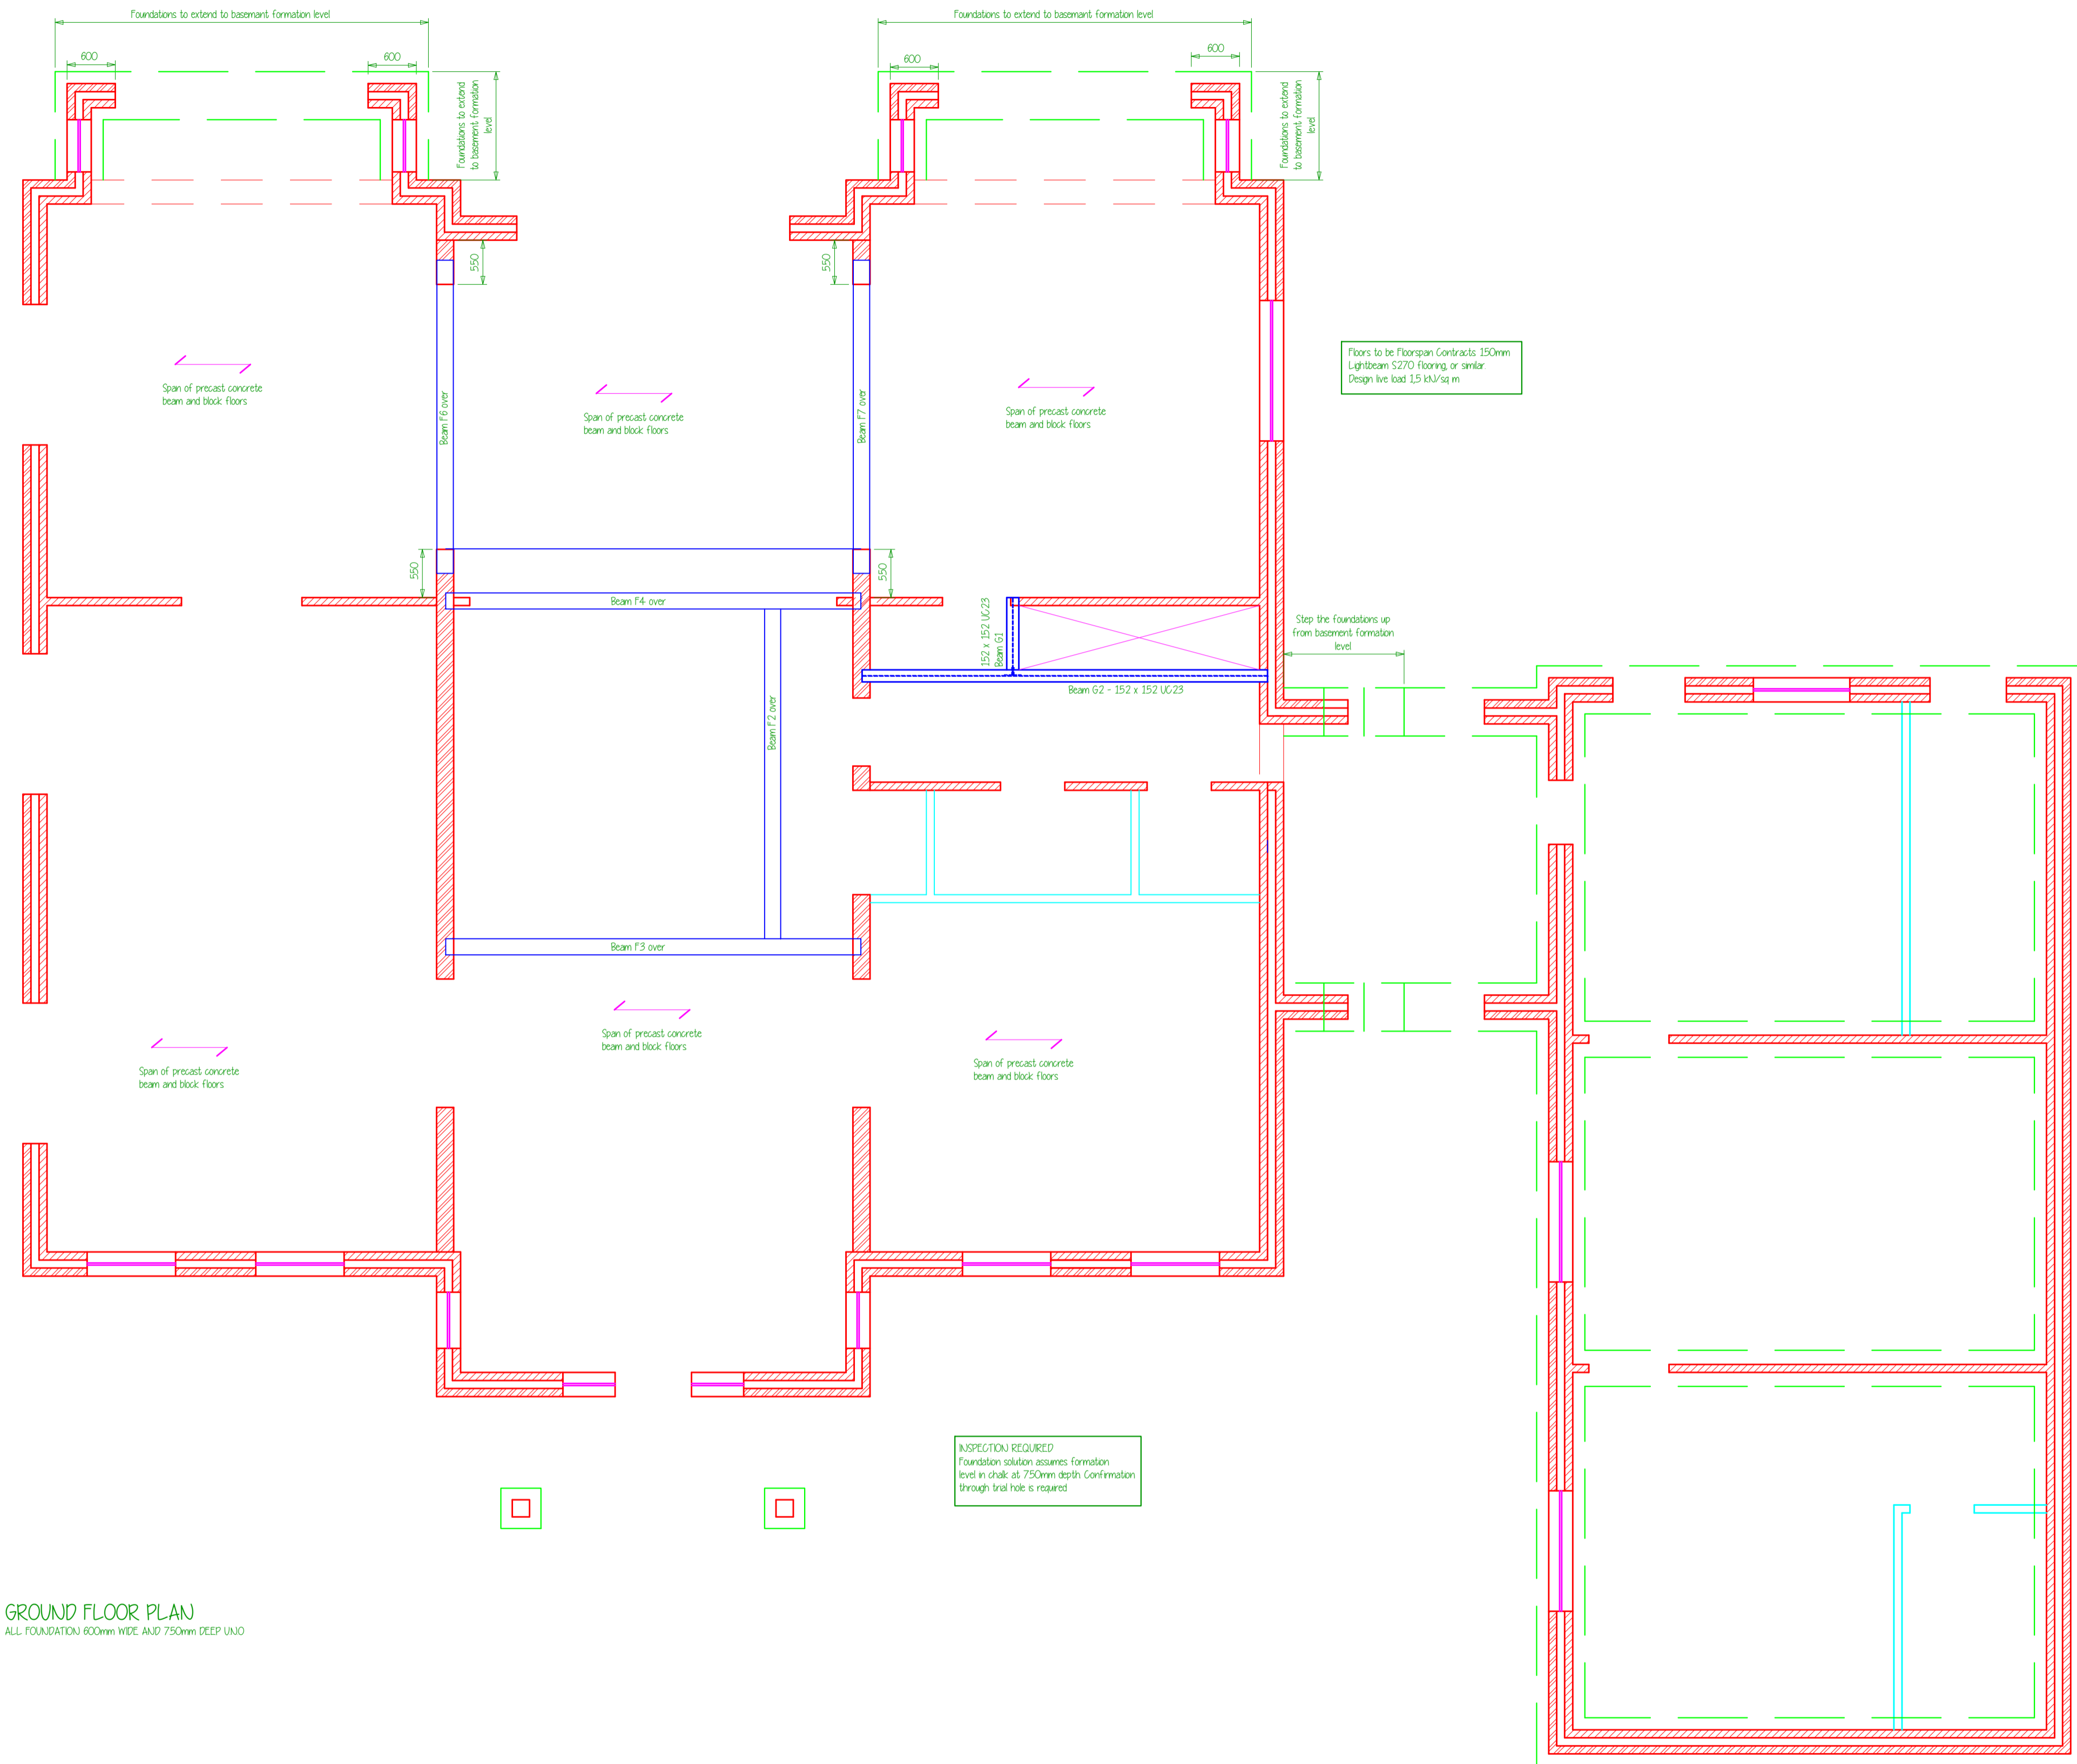 Foundations to extend to basemant formation level
Foundations to extend to basemant formation level
600
600
600
600
Foundations to extend
to basement formation
level
Foundations to extend
to basement formation
level
550
550
Floors to be Floorspan Contracts 150mm
Lightbeam S270 flooring, or similar.
Design live load 1,5 kN/sq m
Span of precast concrete
beam and block floors
Beam F6 over
Span of precast concrete
beam and block floors
Beam F7 over
Span of precast concrete
beam and block floors
550
550
Beam F4 over
152 x 152 UC23
Beam G1
Step the foundations up
from basement formation
level
Beam G2 - 152 x 152 UC23
Beam F2 over
Beam F3 over
Span of precast concrete
beam and block floors
Span of precast concrete
beam and block floors
Span of precast concrete
beam and block floors
INSPECTION REQUIRED
Foundation solution assumes formation
level in chalk at 750mm depth. Confirmation
through trial hole is required
GROUND FLOOR PLAN
ALL FOUNDATION 600mm WIDE AND 750mm DEEP UNO